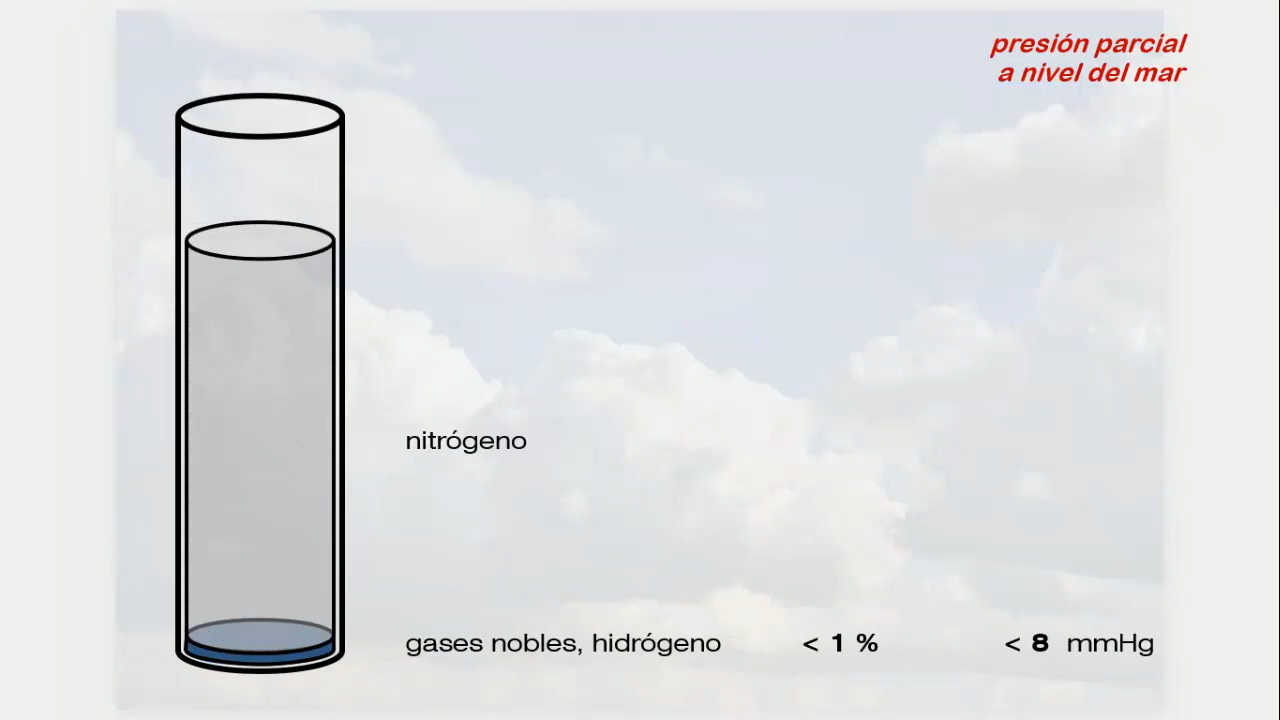 presión parcial
a nivel del mar
nitrógeno
gases nobles, hidrógeno < 1 % < 8 mmHg